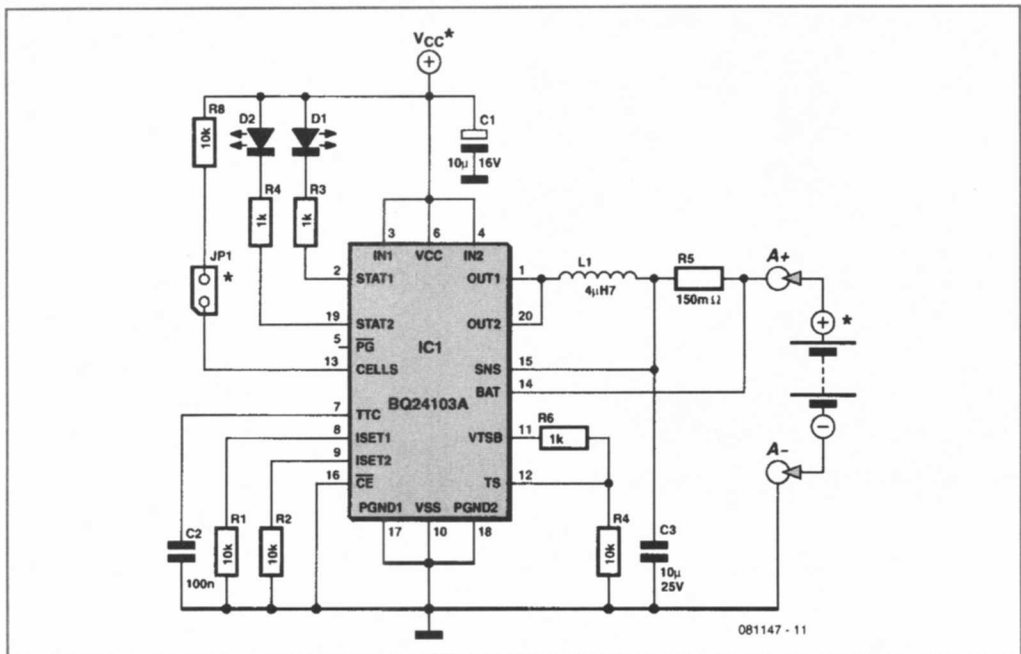 VCC*
R8
10k
D2
D1
C1
10µ
16V
R4
1k
R3
1k
JP1
*
3
6
4
IN1
VCC
IN2
2
STAT1
OUT1
1
L1
4µH7
R5
150mΩ
A+
*
19
STAT2
OUT2
20
5
PG
IC1
13
CELLS
SNS
15
BAT
14
BQ24103A
7
TTC
8
ISET1
VTSB
11
R6
1k
9
ISET2
16
CE
TS
12
A−
PGND1
VSS
PGND2
17
10
18
C2
100n
R1
10k
R2
10k
R4
10k
C3
10µ
25V
081147 - 11